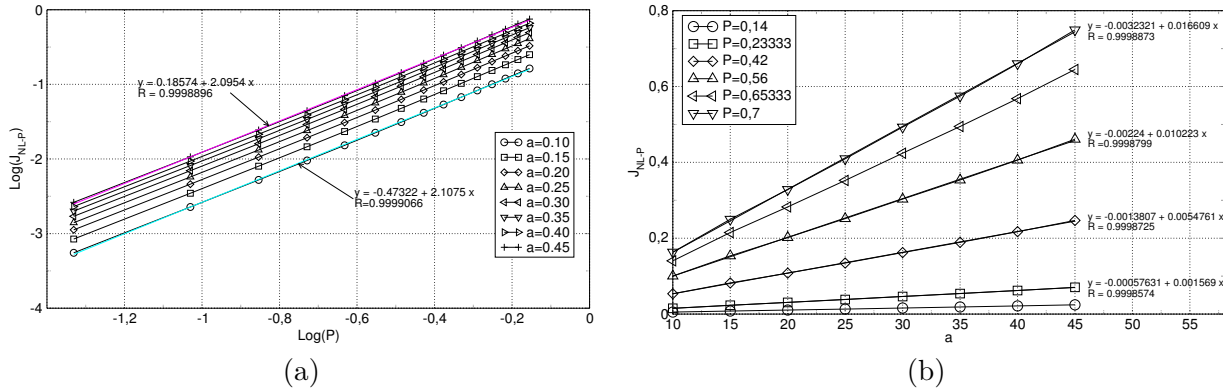 0
-1
-2
-3
-4
Log(J_NL-P)
-1,2
-1
-0,8
-0,6
-0,4
-0,2
0
Log(P)
y = 0.18574 + 2.0954 x
R = 0.9998896
y = -0.47322 + 2.1075 x
R=0.9999066
a=0.10
a=0.15
a=0.20
a=0.25
a=0.30
a=0.35
a=0.40
a=0.45
(a)
0,8
0,6
0,4
0,2
0
J_NL-P
10
15
20
25
30
35
40
45
50
55
a
P=0,14
P=0,23333
P=0,42
P=0,56
P=0,65333
P=0,7
y = -0.0032321 + 0.016609 x
R = 0.9998873
y = -0.00224 + 0.010223 x
R = 0.9998799
y = -0.0013807 + 0.0054761 x
R = 0.9998725
y = -0.00057631 + 0.001569 x
R = 0.9998574
(b)